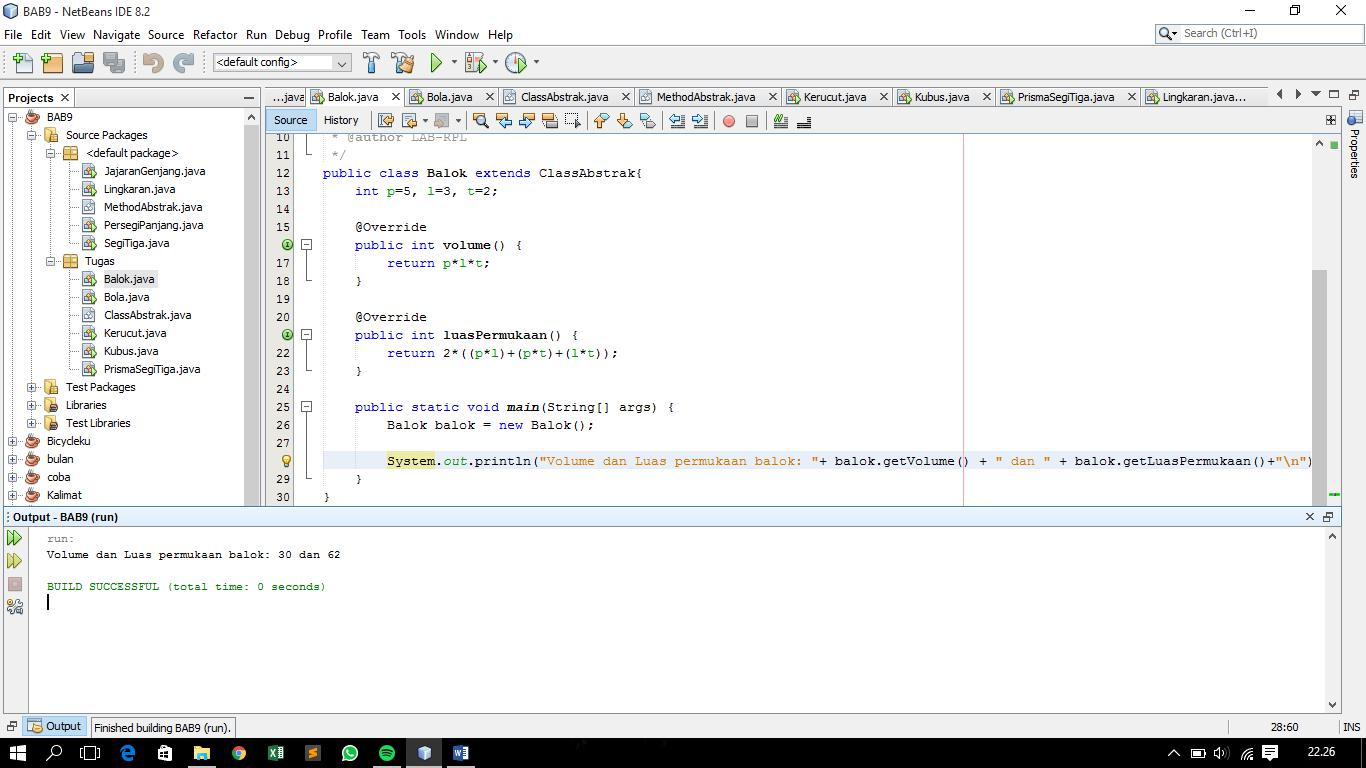 BAB9 - NetBeans IDE 8.2
File Edit View Navigate Source Refactor Run Debug Profile Team Tools Window Help
Search (Ctrl+I)
<default config>
Projects
...java Balok.java Bola.java ClassAbstrak.java MethodAbstrak.java Kerucut.java Kubus.java PrismaSegiTiga.java Lingkaran.java...
Source History
BAB9
Source Packages
<default package>
JajaranGenjang.java
Lingkaran.java
MethodAbstrak.java
PersegiPanjang.java
SegiTiga.java
Tugas
Balok.java
Bola.java
ClassAbstrak.java
Kerucut.java
Kubus.java
PrismaSegiTiga.java
Test Packages
Libraries
Test Libraries
Bicycleku
bulan
coba
Kalimat
10 * @author LAB-RPL
11 */
12 public class Balok extends ClassAbstrak{
13 int p=5, l=3, t=2;
14
15 @Override
public int volume() {
17 return p*l*t;
18 }
19
20 @Override
public int luasPermukaan() {
22 return 2*((p*l)+(p*t)+(l*t));
23 }
24
25 public static void main(String[] args) {
26 Balok balok = new Balok();
27
System.out.println("Volume dan Luas permukaan balok: "+ balok.getVolume() + " dan " + balok.getLuasPermukaan()+"\n")
29 }
30 }
Properties
Output - BAB9 (run)
run:
Volume dan Luas permukaan balok: 30 dan 62
BUILD SUCCESSFUL (total time: 0 seconds)
Output
Finished building BAB9 (run).
28:60 INS
22.26